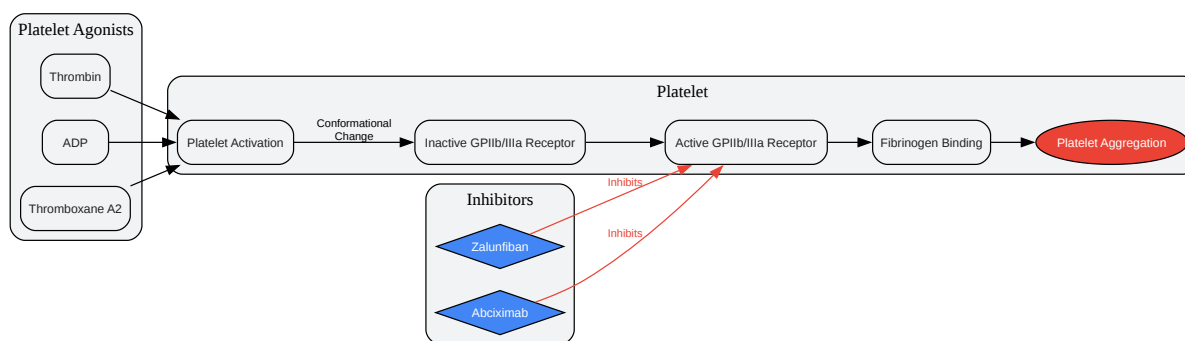 Platelet Agonists
Thrombin
ADP
Thromboxane A2
Platelet
Platelet Activation
Conformational
Change
Inactive GPIIb/IIIa Receptor
Active GPIIb/IIIa Receptor
Fibrinogen Binding
Platelet Aggregation
Inhibitors
Zalunfiban
Abciximab
Inhibits
Inhibits